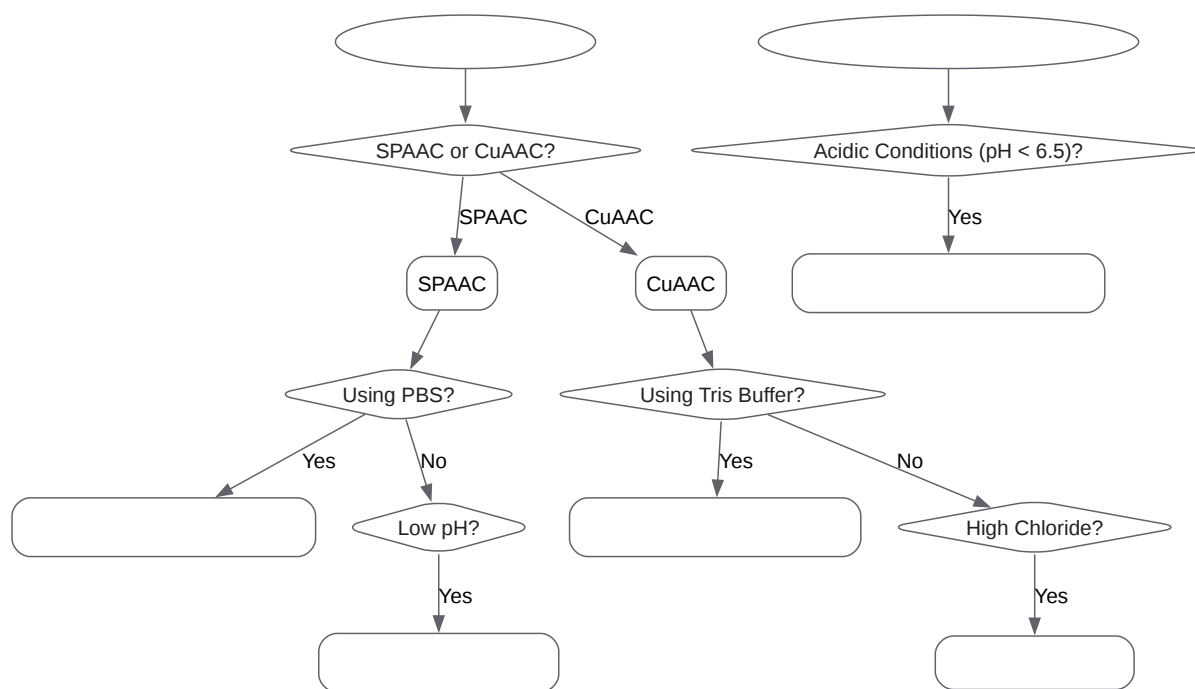 SPAAC or CuAAC?
Acidic Conditions (pH < 6.5)?
SPAAC
CuAAC
Yes
SPAAC
CuAAC
Using PBS?
Using Tris Buffer?
Yes
No
Yes
No
Low pH?
High Chloride?
Yes
Yes